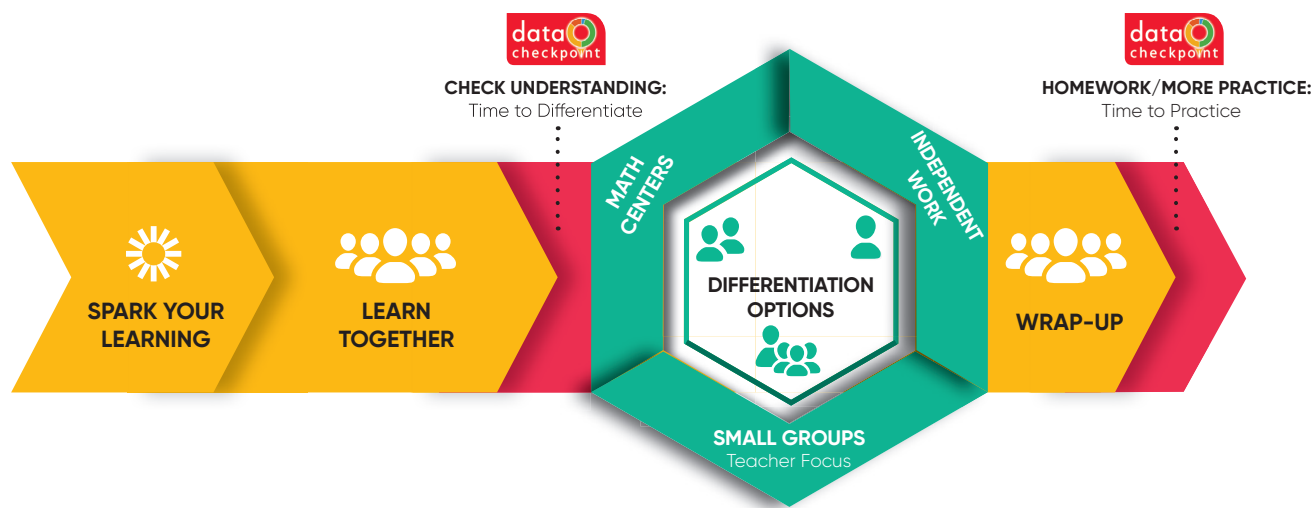 data
checkpoint
CHECK UNDERSTANDING:
Time to Differentiate
data
checkpoint
HOMEWORK/MORE PRACTICE:
Time to Practice
SPARK YOUR
LEARNING
LEARN
TOGETHER
MATH
CENTERS
INDEPENDENT
WORK
DIFFERENTIATION
OPTIONS
SMALL GROUPS
Teacher Focus
WRAP-UP